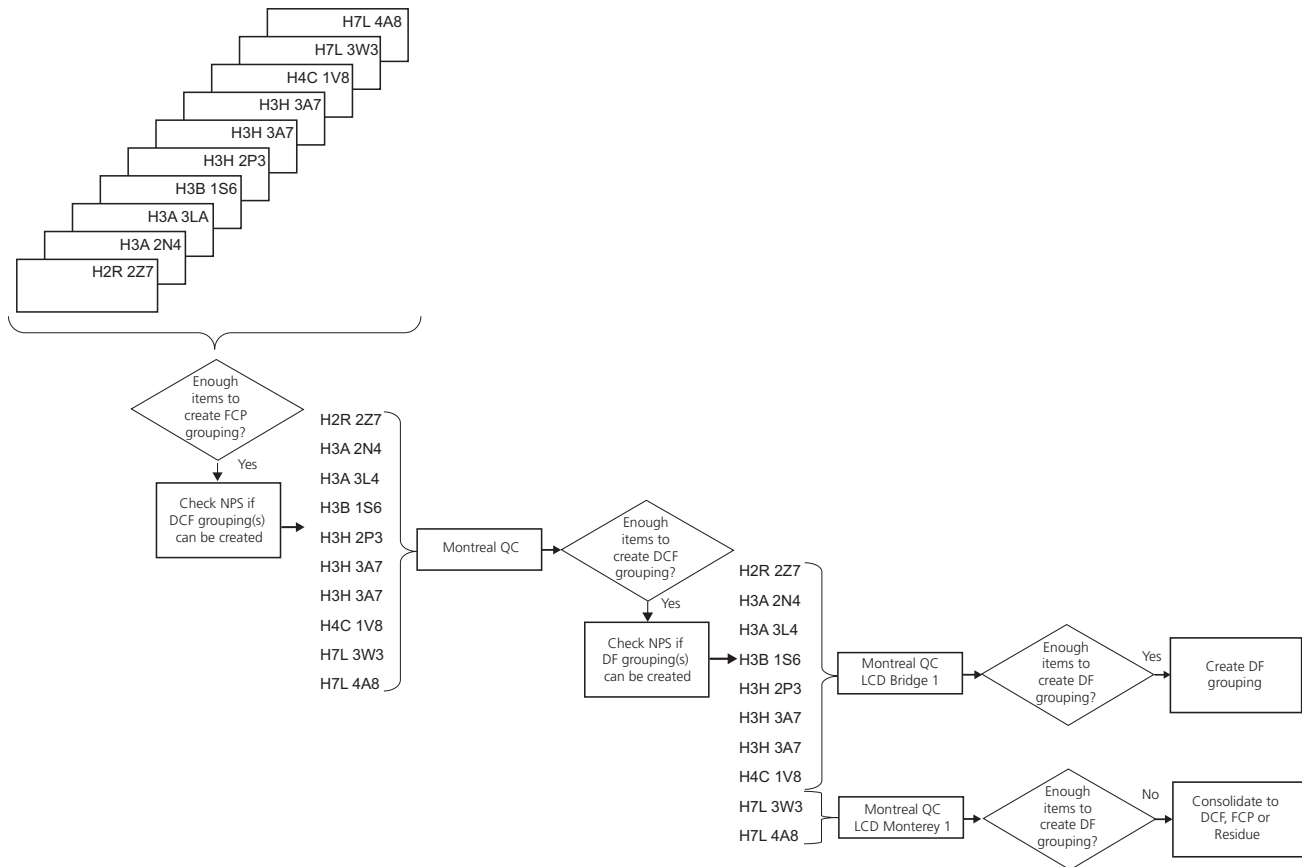 H7L 4A8
H7L 3W3
H4C 1V8
H3H 3A7
H3H 3A7
H3H 2P3
H3B 1S6
H3A 3LA
H3A 2N4
H2R 2Z7
Enough
items to
create FCP
grouping?
Yes
Check NPS if
DCF grouping(s)
can be created
H2R 2Z7
H3A 2N4
H3A 3L4
H3B 1S6
H3H 2P3
H3H 3A7
H3H 3A7
H4C 1V8
H7L 3W3
H7L 4A8
Montreal QC
Enough
items to
create DCF
grouping?
Yes
Check NPS if
DF grouping(s)
can be created
H2R 2Z7
H3A 2N4
H3A 3L4
H3B 1S6
H3H 2P3
H3H 3A7
H3H 3A7
H4C 1V8
H7L 3W3
H7L 4A8
Montreal QC
LCD Bridge 1
Enough
items to
create DF
grouping?
Yes
Create DF
grouping
Montreal QC
LCD Monterey 1
Enough
items to
create DF
grouping?
No
Consolidate to
DCF, FCP or
Residue